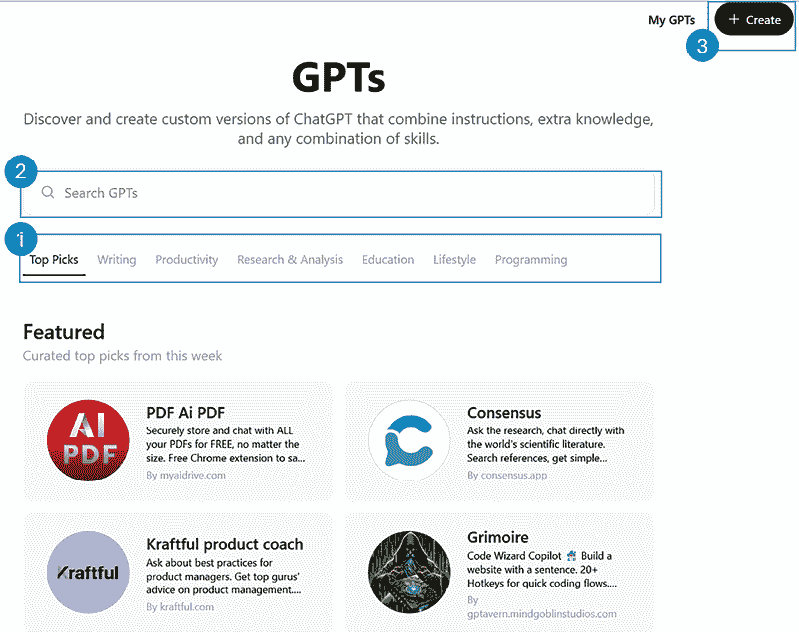 My GPTs
+ Create
3
GPTs
Discover and create custom versions of ChatGPT that combine instructions, extra knowledge,
and any combination of skills.
2
Search GPTs
1
Top Picks Writing Productivity Research & Analysis Education Lifestyle Programming
Featured
Curated top picks from this week
AI
PDF
PDF Ai PDF
Securely store and chat with ALL
your PDFs for FREE, no matter the
size. Free Chrome extension to sa...
By myaidrive.com
Consensus
Ask the research, chat directly with
the world's scientific literature.
Search references, get simple...
By consensus.app
Kraftful
Kraftful product coach
Ask about best practices for
product managers. Get top gurus'
advice on product management....
By kraftful.com
Grimoire
Code Wizard Copilot 🧙 Build a
website with a sentence. 20+
Hotkeys for quick coding flows....
By
gptavern.mindgoblinstudios.com